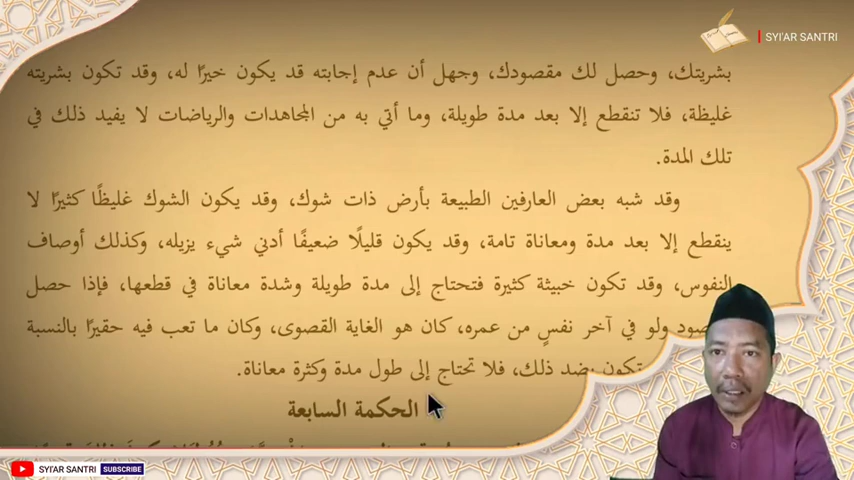 SYI'AR SANTRI
بشريتك، وحصل لك مقصودك، وجهل أن عدم إجابته قد يكون خيرًا له، وقد تكون بشريته
غليظة، فلا تنقطع إلا بعد مدة طويلة، وما أتي به من المجاهدات والرياضات لا يفيد ذلك في
تلك المدة.
وقد شبه بعض العارفين الطبيعة بأرض ذات شوك، وقد يكون الشوك غليظًا كثيرًا لا
ينقطع إلا بعد مدة ومعاناة تامة، وقد يكون قليلًا ضعيفًا أدني شيء يزيله، وكذلك أوصاف
النفوس، وقد تكون خبيثة كثيرة فتحتاج إلى مدة طويلة وشدة معاناة في قطعها، فإذا حصل
ولو في آخر نفسٍ من عمره، كان هو الغاية القصوى، وكان ما تعب فيه حقيرًا بالنسبة
تكون بضد ذلك، فلا تحتاج إلى طول مدة وكثرة معاناة.
الحكمة السابعة
SYI'AR SANTRI SUBSCRIBE